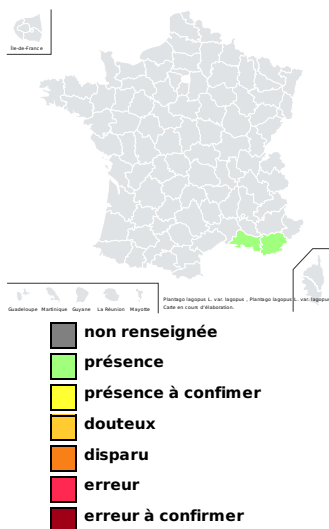 Île-de-France
Guadeloupe Martinique Guyane La Réunion Mayotte
Plantago lagopus L. var. lagopus , Plantago lagopus L. var. lagopus
Carte en cours d'élaboration.
non renseignée
présence
présence à confimer
douteux
disparu
erreur
erreur à confirmer